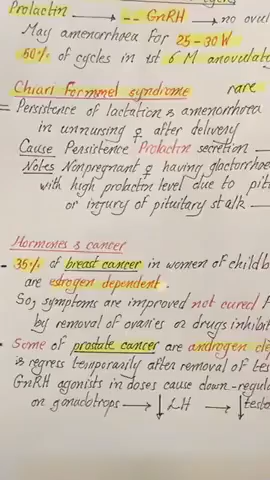 Prolactin → -- GnRH → no ovul
May amenorrhoea for 25-30 W
50% of cycles in 1st 6 M anovulato
Chiari Formmel syndrome rare
= Persistence of lactation & amenorrhoea
in unnursing ♀ after delivery
Cause Persistence Prolactin secretion
Notes Nonpregnant ♀ having glactorrhoe
with high prolactin level due to pit
or injury of pituitary stalk
Hormones & cancer
- 35% of breast cancer in women of childb
are estrogen dependent.
So, symptoms are improved not cured
by removal of ovaries or drugs inhibit
Some of prostate cancer are androgen de
is regress temporarily after removal of tes
GnRH agonists in doses cause down-regul
on gonadotrops → ↓ LH → ↓ testo